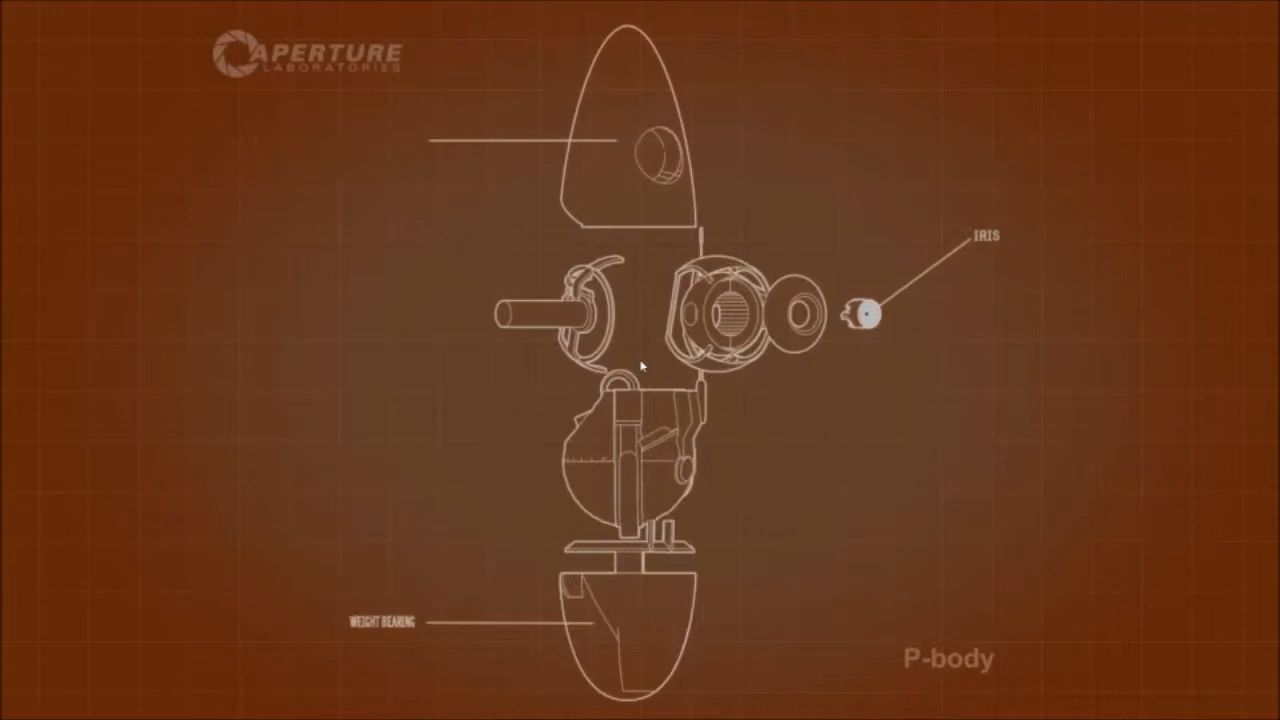 APERTURE
LABORATORIES
IRIS
WEIGHT BEARING
P-body